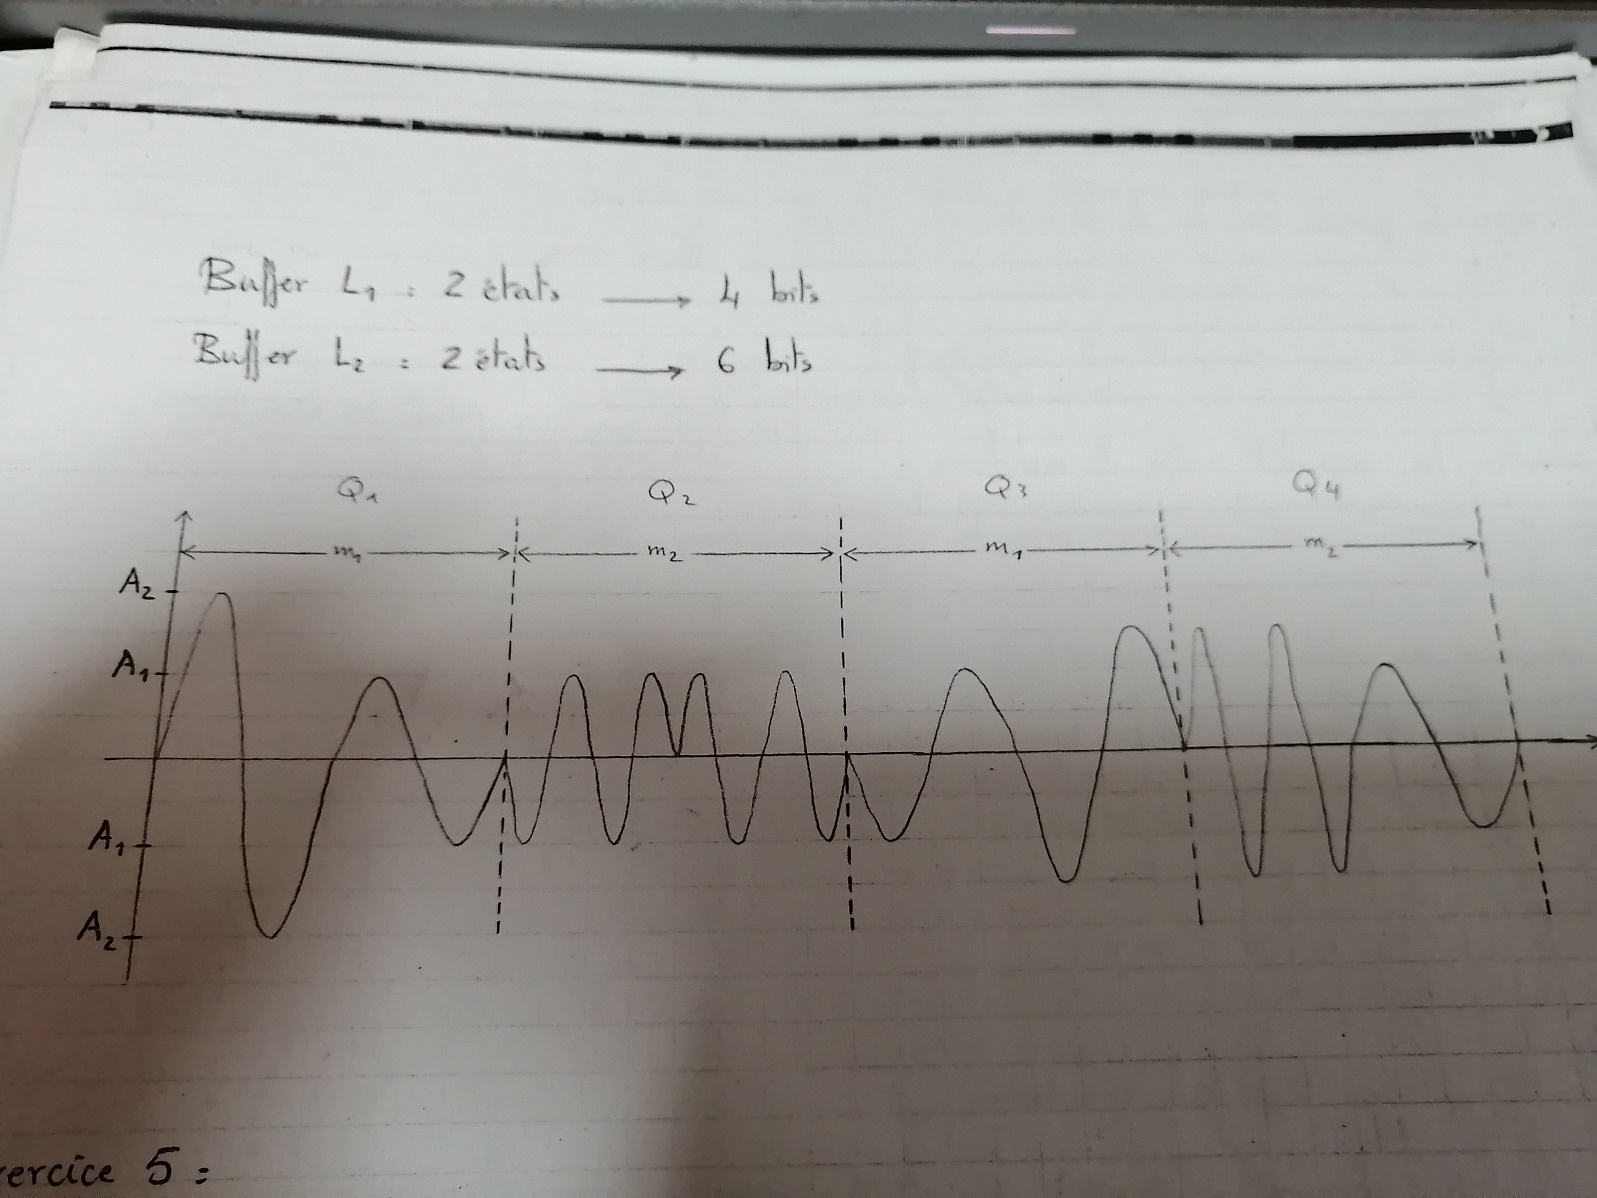 Buffer L1 : 2 états → 4 bits
Buffer L2 : 2 états → 6 bits
Q1 Q2 Q3 Q4
m1 m2 m1 m2
A2
A1
A1
A2
ercice 5 :